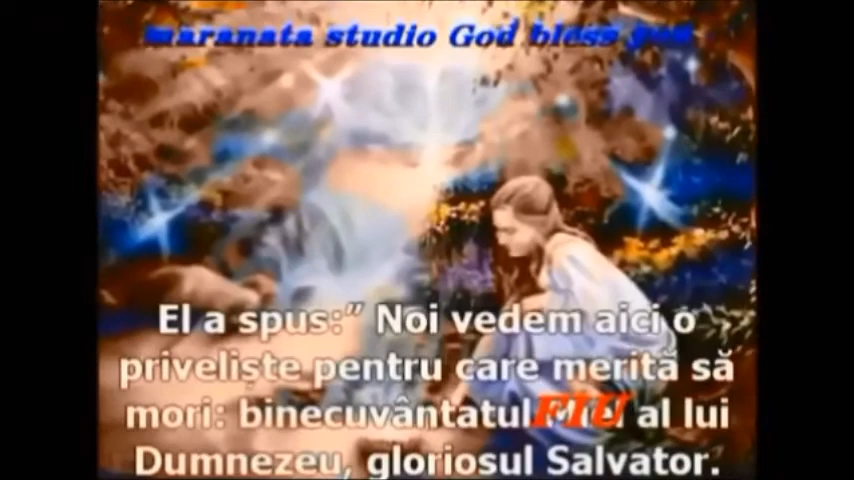 maranata studio God bless you
El a spus:” Noi vedem aici o
priveliște pentru care merită să
mori: binecuvântatul FIU al lui
Dumnezeu, gloriosul Salvator.